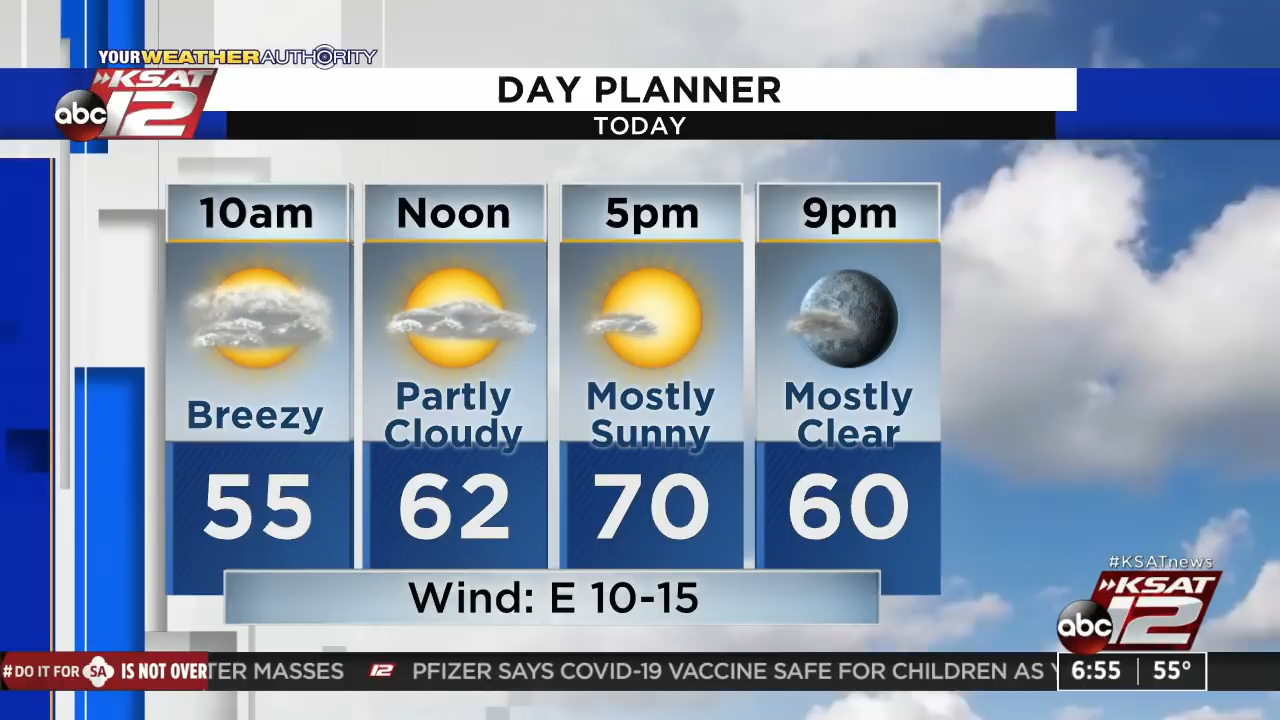 YOURWEATHERAUTHORITY
»KSAT
abc 12
DAY PLANNER
TODAY
10am Noon 5pm 9pm
Breezy Partly Cloudy Mostly Sunny Mostly Clear
55 62 70 60
Wind: E 10-15
#KSATnews
»KSAT
abc 12
#DO IT FOR SA IS NOT OVER TER MASSES 12 PFIZER SAYS COVID-19 VACCINE SAFE FOR CHILDREN AS 6:55 55°